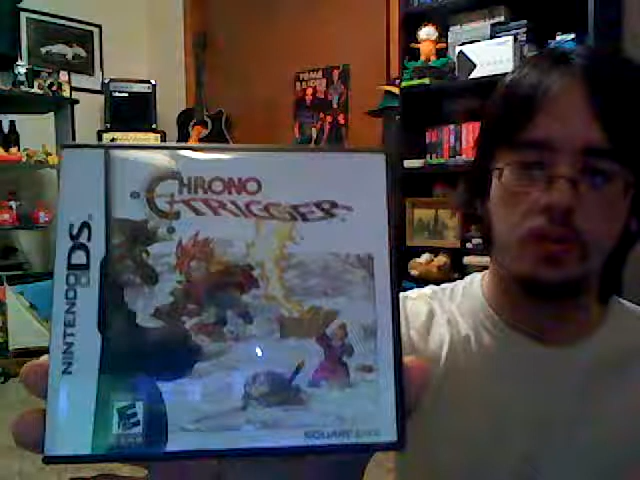 CHRONO
TRIGGER
NINTENDO DS
E
SQUARE ENIX